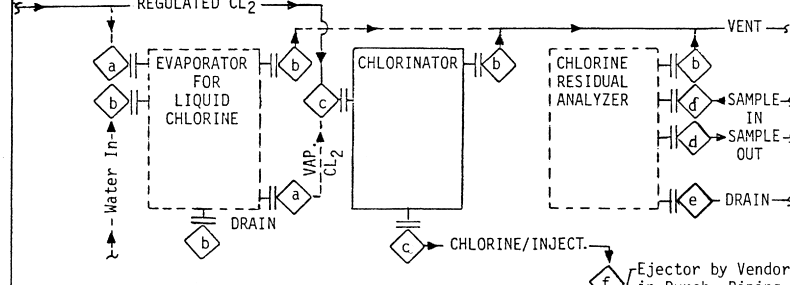 REGULATED CL2
VENT
a
EVAPORATOR
FOR
LIQUID
CHLORINE
b
CHLORINATOR
b
CHLORINE
RESIDUAL
ANALYZER
b
b
c
d
SAMPLE
IN
d
SAMPLE
OUT
Water In
VAP.
CL2
a
DRAIN
b
c
CHLORINE/INJECT.
e
DRAIN
f
Ejector by Vendor